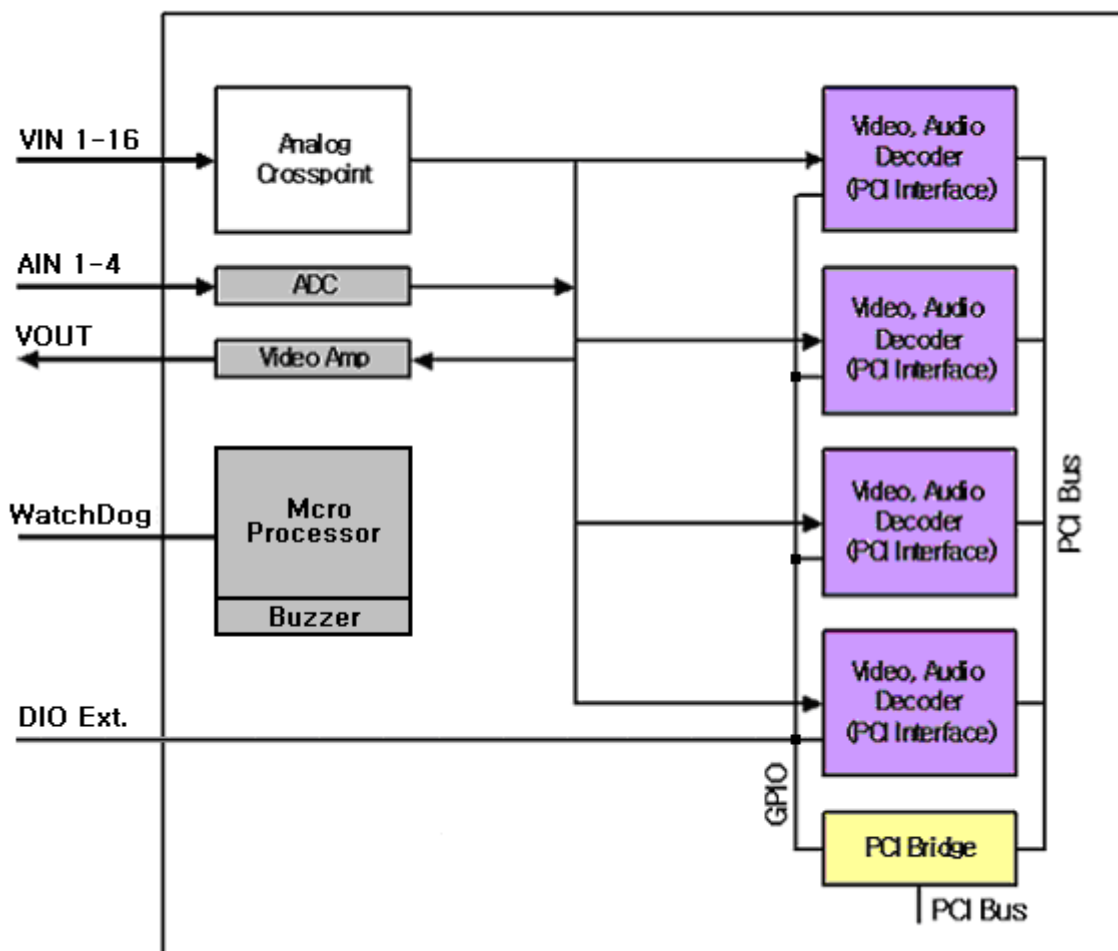 VIN 1-16
Analog
Crosspoint
Video, Audio
Decoder
(PCI Interface)
AIN 1-4
ADC
VOUT
Video Amp
Video, Audio
Decoder
(PCI Interface)
WatchDog
Mcro
Processor
Buzzer
Video, Audio
Decoder
(PCI Interface)
PCI Bus
DIO Ext.
Video, Audio
Decoder
(PCI Interface)
GPIO
PCI Bridge
PCI Bus